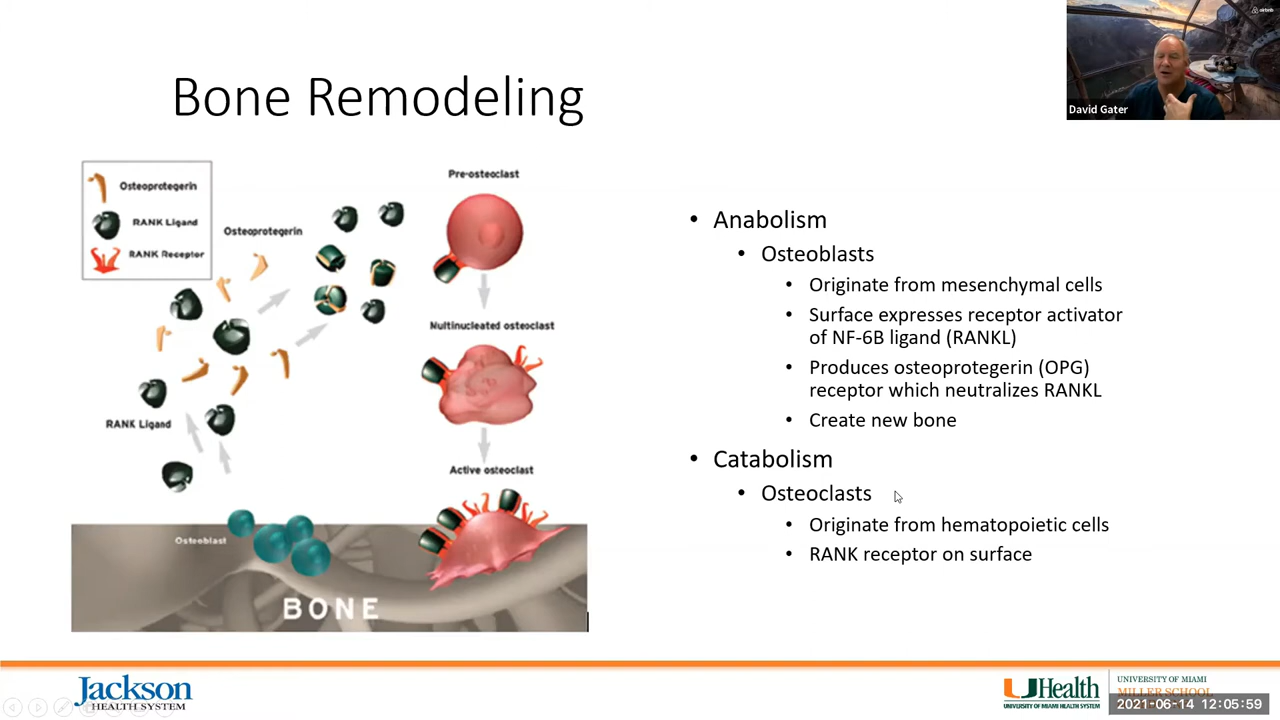 airbnb
David Gater
Bone Remodeling
Osteoprotegerin
RANK Ligand
RANK Receptor
Osteoprotegerin
RANK Ligand
Pre-osteoclast
Multinucleated osteoclast
Active osteoclast
Osteoblast
BONE
• Anabolism
• Osteoblasts
• Originate from mesenchymal cells
• Surface expresses receptor activator
of NF-6B ligand (RANKL)
• Produces osteoprotegerin (OPG)
receptor which neutralizes RANKL
• Create new bone
• Catabolism
• Osteoclasts
• Originate from hematopoietic cells
• RANK receptor on surface
Jackson
HEALTH SYSTEM
UHealth
UNIVERSITY OF MIAMI HEALTH SYSTEM
UNIVERSITY OF MIAMI
MILLER SCHOOL
2021-06-14 12:05:59